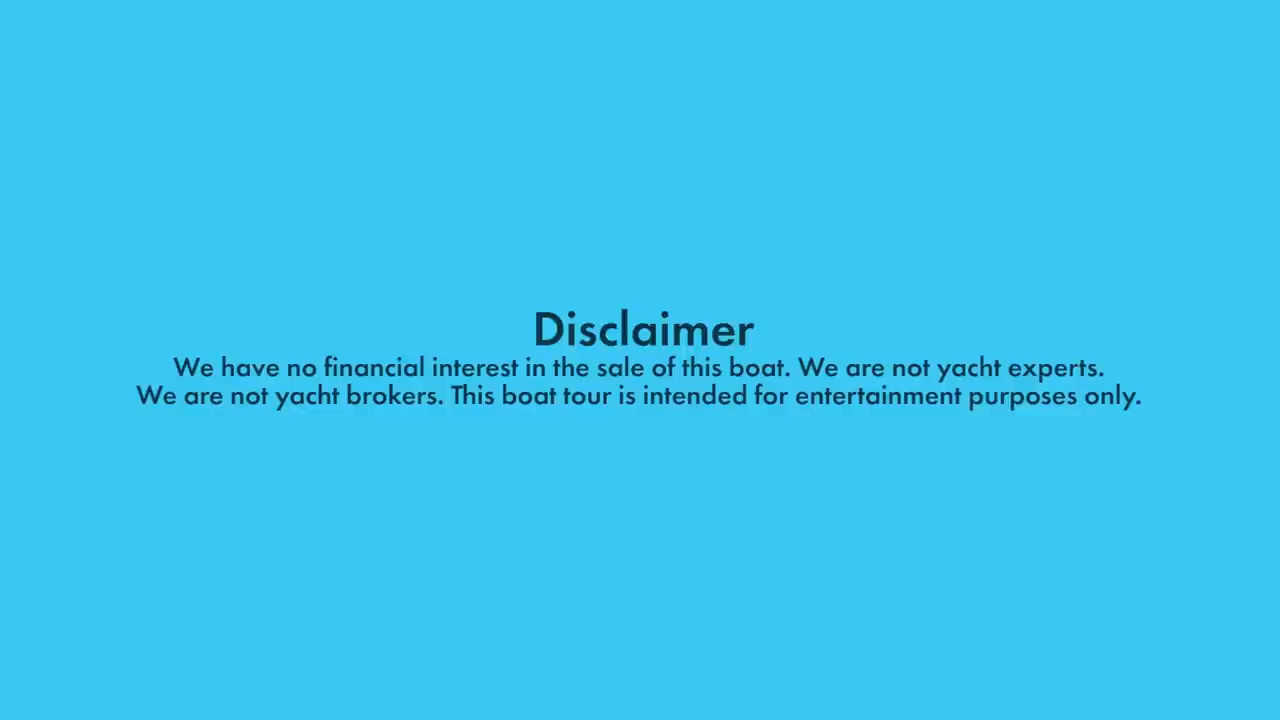 Disclaimer
We have no financial interest in the sale of this boat. We are not yacht experts.
We are not yacht brokers. This boat tour is intended for entertainment purposes only.